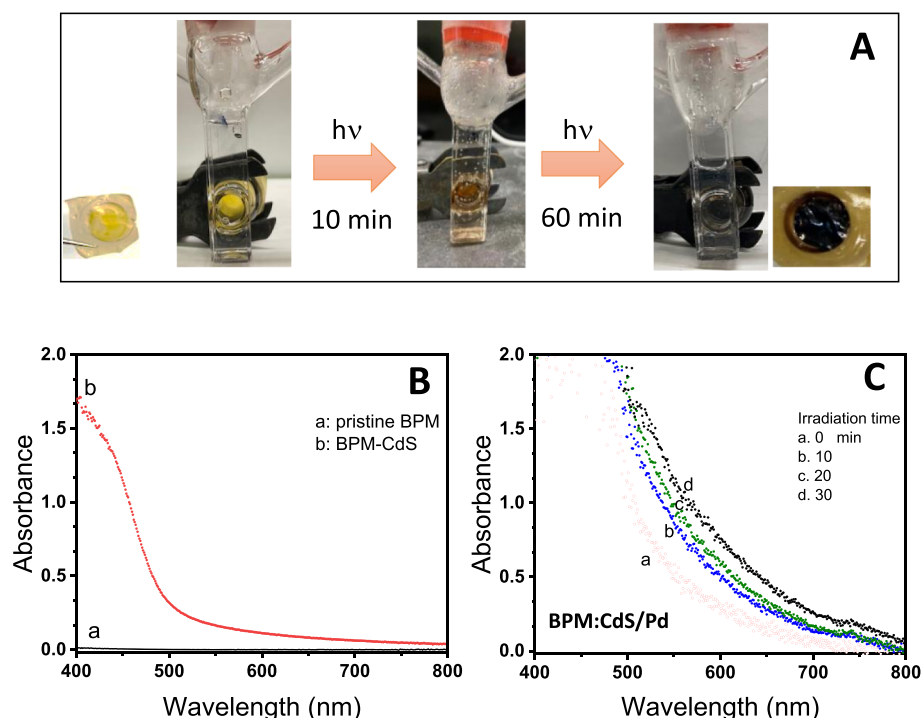 A
hν
10 min
hν
60 min
B
2.0
1.5
1.0
0.5
0.0
Absorbance
b
a
a: pristine BPM
b: BPM-CdS
400
500
600
700
800
Wavelength (nm)
C
2.0
1.5
1.0
0.5
0.0
Absorbance
Irradiation time
a. 0 min
b. 10
c. 20
d. 30
d
c
b
a
BPM:CdS/Pd
400
500
600
700
800
Wavelength (nm)